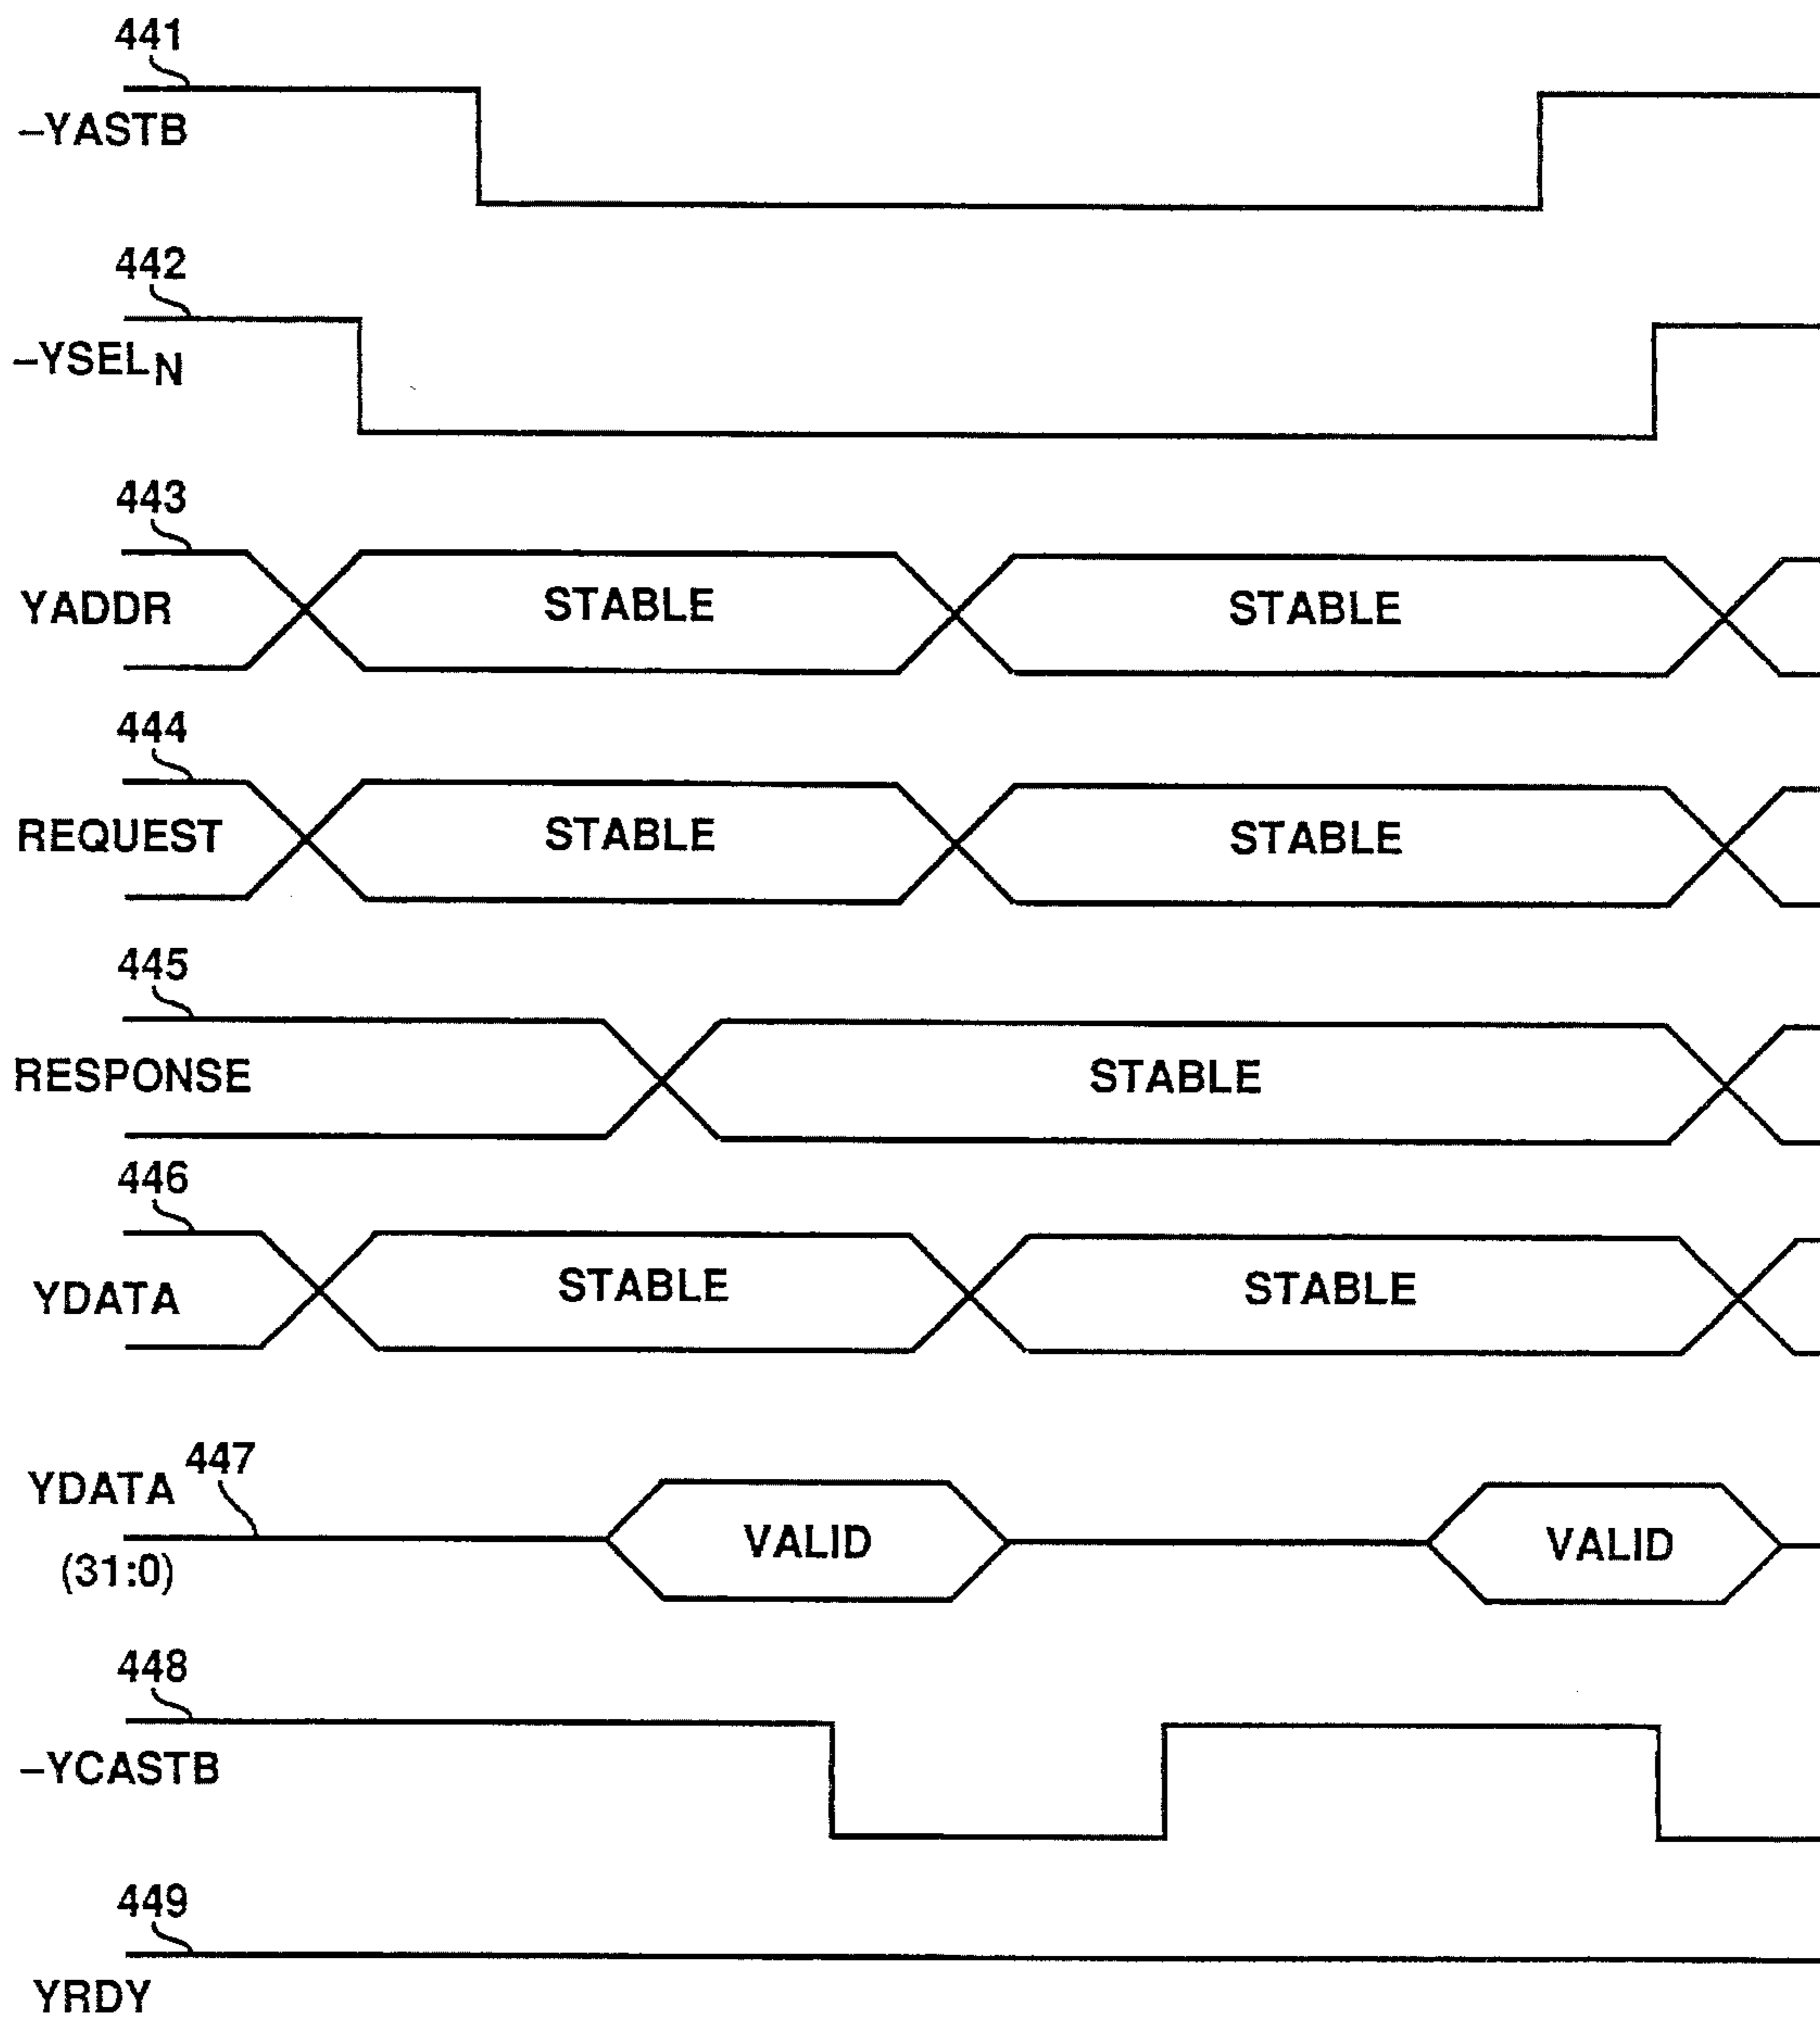 441
–YASTB
442
–YSELN
443
YADDR
STABLE
STABLE
444
REQUEST
STABLE
STABLE
445
RESPONSE
STABLE
446
YDATA
STABLE
STABLE
447
YDATA
(31:0)
VALID
VALID
448
–YCASTB
449
YRDY